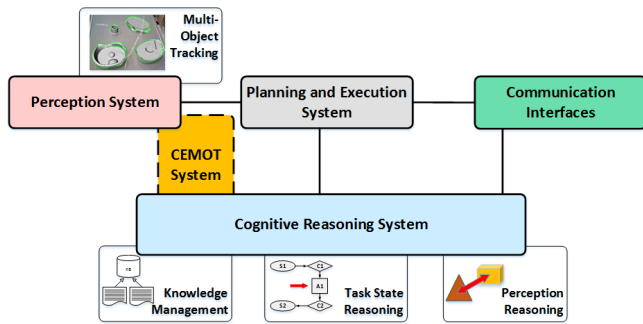 Multi-
Object
Tracking
Perception System
Planning and Execution
System
Communication
Interfaces
CEMOT
System
Cognitive Reasoning System
Knowledge
Management
S1
C1
A1
S2
C2
Task State
Reasoning
Perception
Reasoning